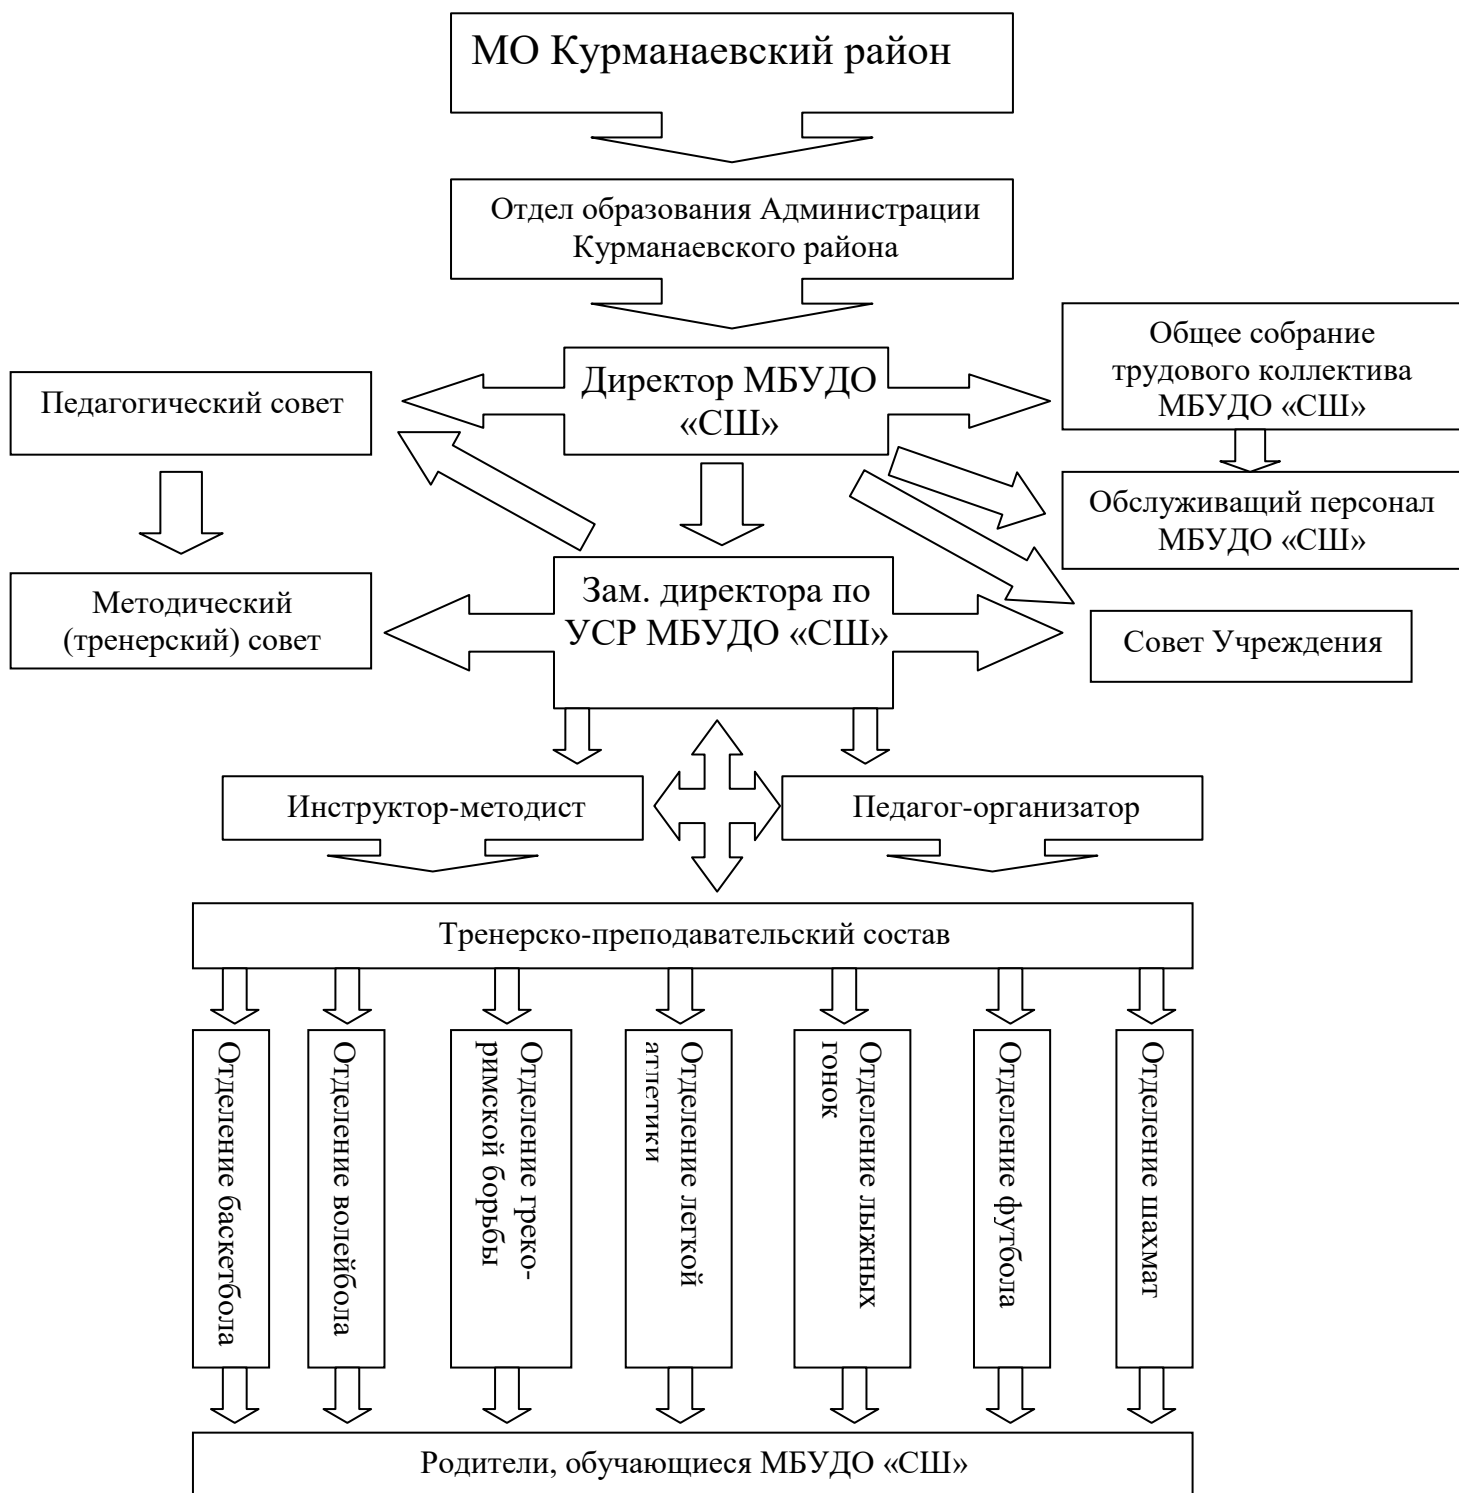 МО Курманаевский район
Отдел образования Администрации
Курманаевского района
Общее собрание
трудового коллектива
МБУДО «СШ»
Директор МБУДО
«СШ»
Педагогический совет
Обслуживащий персонал
МБУДО «СШ»
Зам. директора по
УСР МБУДО «СШ»
Методический
(тренерский) совет
Совет Учреждения
Инструктор-методист
Педагог-организатор
Тренерско-преподавательский состав
Отделение баскетбола
Отделение волейбола
Отделение греко-
римской борьбы
Отделение легкой
атлетики
Отделение лыжных
гонок
Отделение футбола
Отделение шахмат
Родители, обучающиеся МБУДО «СШ»